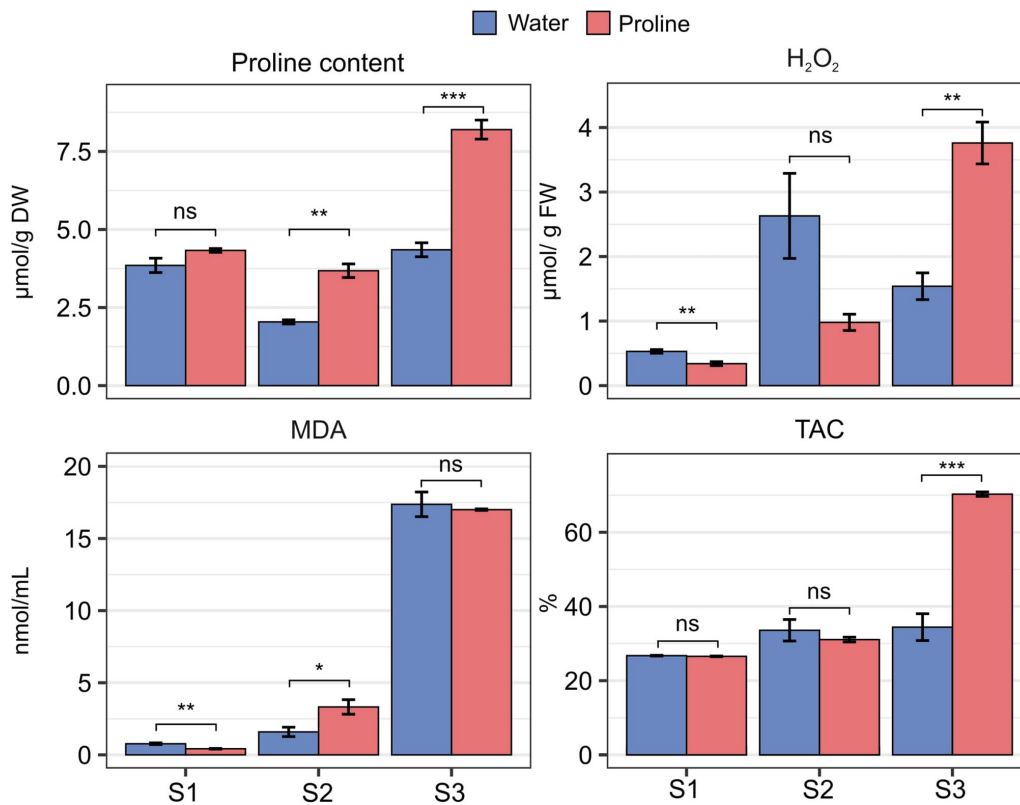 Water Proline
Proline content
H₂O₂
µmol/g DW
7.5
5.0
2.5
0.0
ns
**
***
µmol/ g FW
4
3
2
1
0
**
ns
**
MDA
TAC
nmol/mL
20
15
10
5
0
**
*
ns
%
60
40
20
0
ns
ns
***
S1 S2 S3
S1 S2 S3